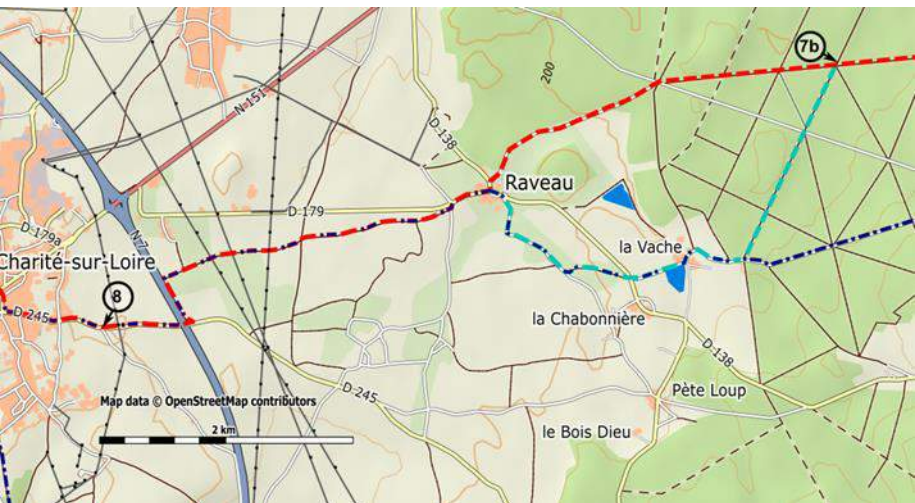 7b
200
N 151
D 138
Raveau
D 179
D 179a
N 7
la Vache
Charité-sur-Loire
8
D 245
la Chabonnière
D 138
D 245
Pète Loup
Map data © OpenStreetMap contributors
2 km
le Bois Dieu